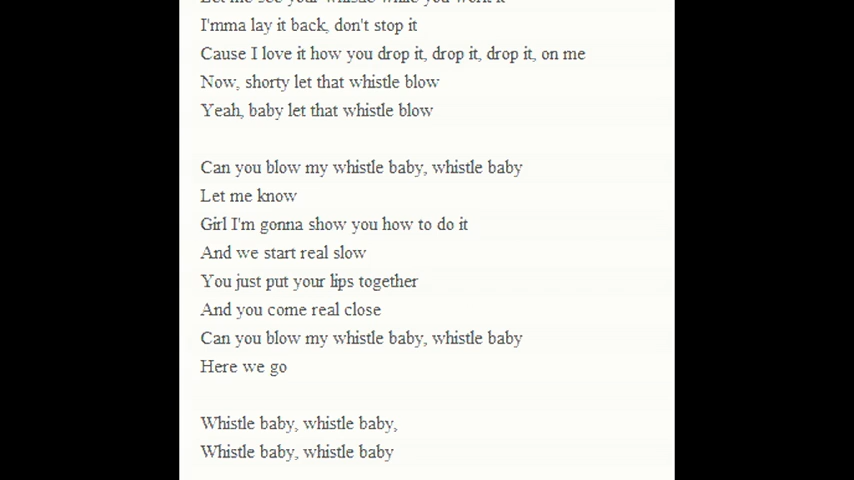 I'mma lay it back, don't stop it
Cause I love it how you drop it, drop it, drop it, on me
Now, shorty let that whistle blow
Yeah, baby let that whistle blow
Can you blow my whistle baby, whistle baby
Let me know
Girl I'm gonna show you how to do it
And we start real slow
You just put your lips together
And you come real close
Can you blow my whistle baby, whistle baby
Here we go
Whistle baby, whistle baby,
Whistle baby, whistle baby